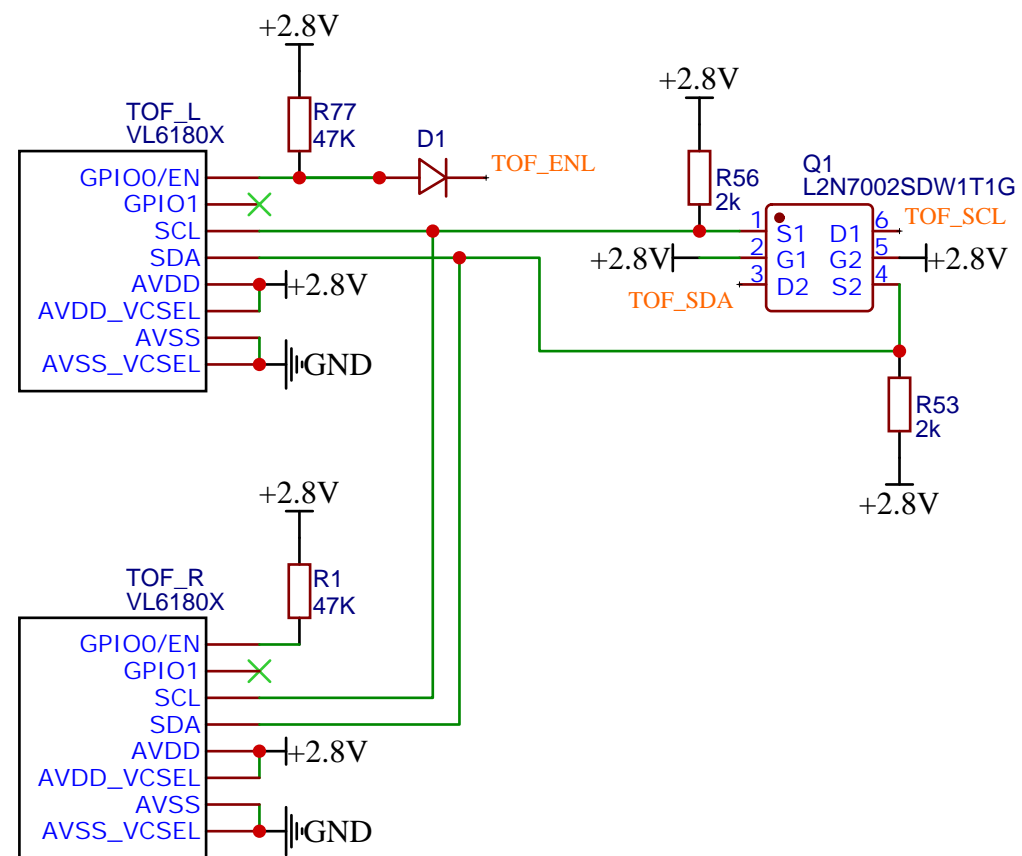 +2.8V
R77
47K
TOF_L
VL6180X
D1
TOF_ENL
GPIO0/EN
GPIO1
SCL
SDA
AVDD
+2.8V
AVDD_VCSEL
AVSS
AVSS_VCSEL
GND
+2.8V
R56
2k
Q1
L2N7002SDW1T1G
1
S1
D1
6
TOF_SCL
+2.8V
2
G1
G2
5
+2.8V
TOF_SDA
3
D2
S2
4
R53
2k
+2.8V
+2.8V
R1
47K
TOF_R
VL6180X
GPIO0/EN
GPIO1
SCL
SDA
AVDD
+2.8V
AVDD_VCSEL
AVSS
AVSS_VCSEL
GND